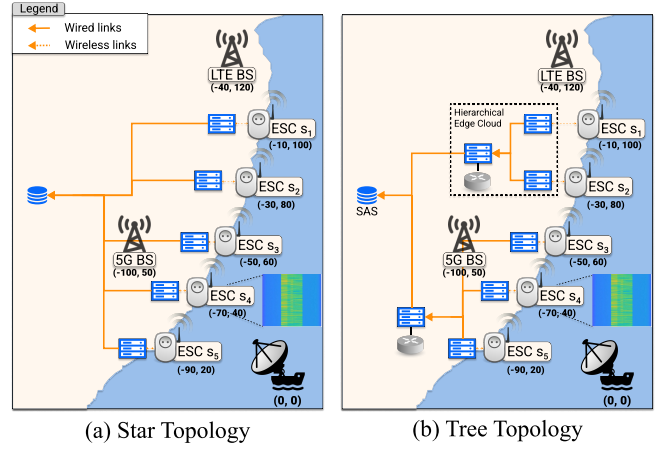 Legend
Wired links
Wireless links
LTE BS
(-40, 120)
ESC s1
(-10, 100)
ESC s2
(-30, 80)
ESC s3
(-50, 60)
5G BS
(-100, 50)
ESC s4
(-70, 40)
ESC s5
(-90, 20)
(0, 0)
(a) Star Topology
LTE BS
(-40, 120)
Hierarchical
Edge Cloud
ESC s1
(-10, 100)
ESC s2
(-30, 80)
SAS
ESC s3
(-50, 60)
5G BS
(-100, 50)
ESC s4
(-70, 40)
ESC s5
(-90, 20)
(0, 0)
(b) Tree Topology